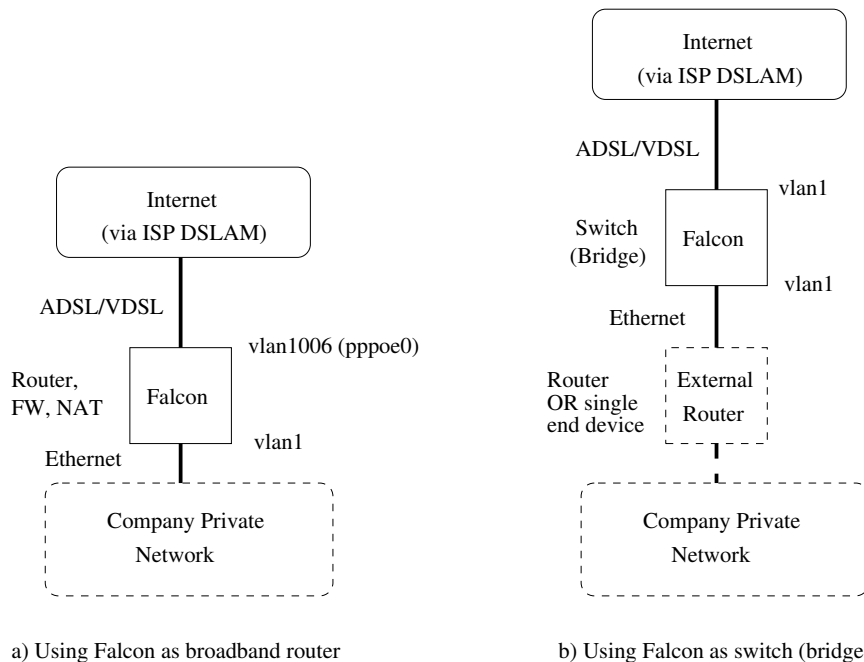 Internet
(via ISP DSLAM)
ADSL/VDSL
vlan1006 (pppoe0)
Router,
FW, NAT
Falcon
vlan1
Ethernet
Company Private
Network
a) Using Falcon as broadband router
Internet
(via ISP DSLAM)
ADSL/VDSL
vlan1
Switch
(Bridge)
Falcon
vlan1
Ethernet
Router
OR single
end device
External
Router
Company Private
Network
b) Using Falcon as switch (bridge